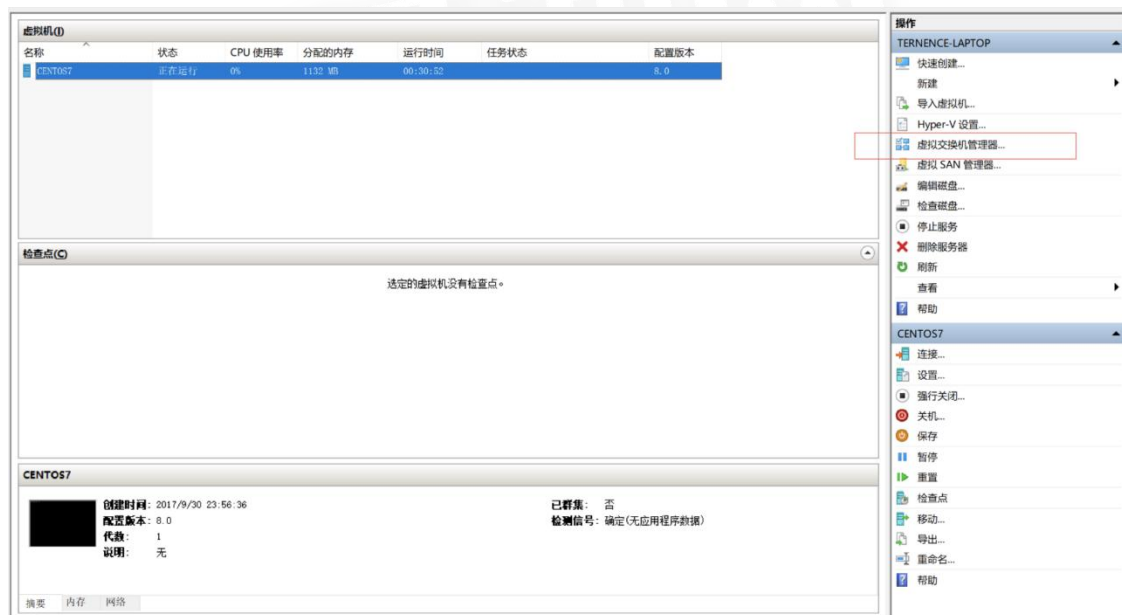 虚拟机(I)
名称 状态 CPU 使用率 分配的内存 运行时间 任务状态 配置版本
CENTOS7 正在运行 0% 1132 MB 00:30:52 8.0
检查点(C)
选定的虚拟机没有检查点。
CENTOS7
创建时间: 2017/9/30 23:56:36 已群集: 否
配置版本: 8.0 检测信号: 确定(无应用程序数据)
代数: 1
说明: 无
摘要 内存 网络
操作
TERNENCE-LAPTOP
快速创建...
新建
导入虚拟机...
Hyper-V 设置...
虚拟交换机管理器...
虚拟 SAN 管理器...
编辑磁盘...
检查磁盘...
停止服务
删除服务器
刷新
查看
帮助
CENTOS7
连接...
设置...
强行关闭...
关机...
保存
暂停
重置
检查点
移动...
导出...
重命名...
帮助